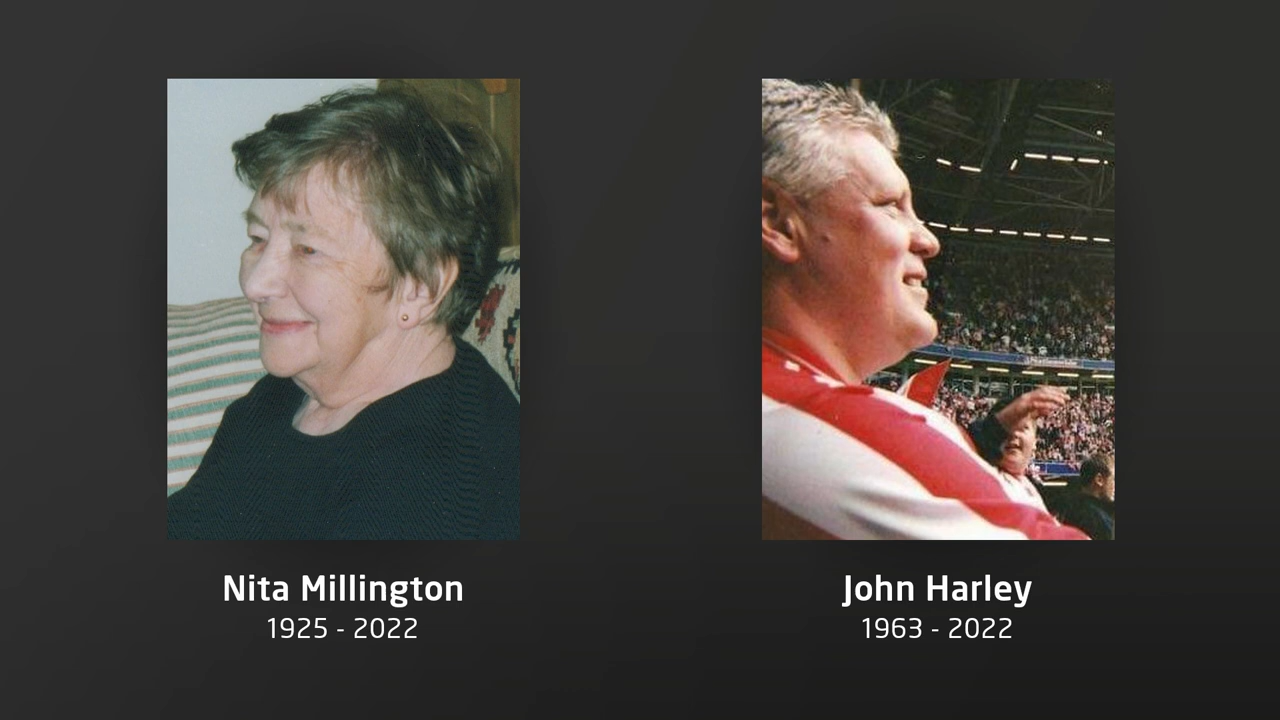 Nita Millington
1925 - 2022
John Harley
1963 - 2022